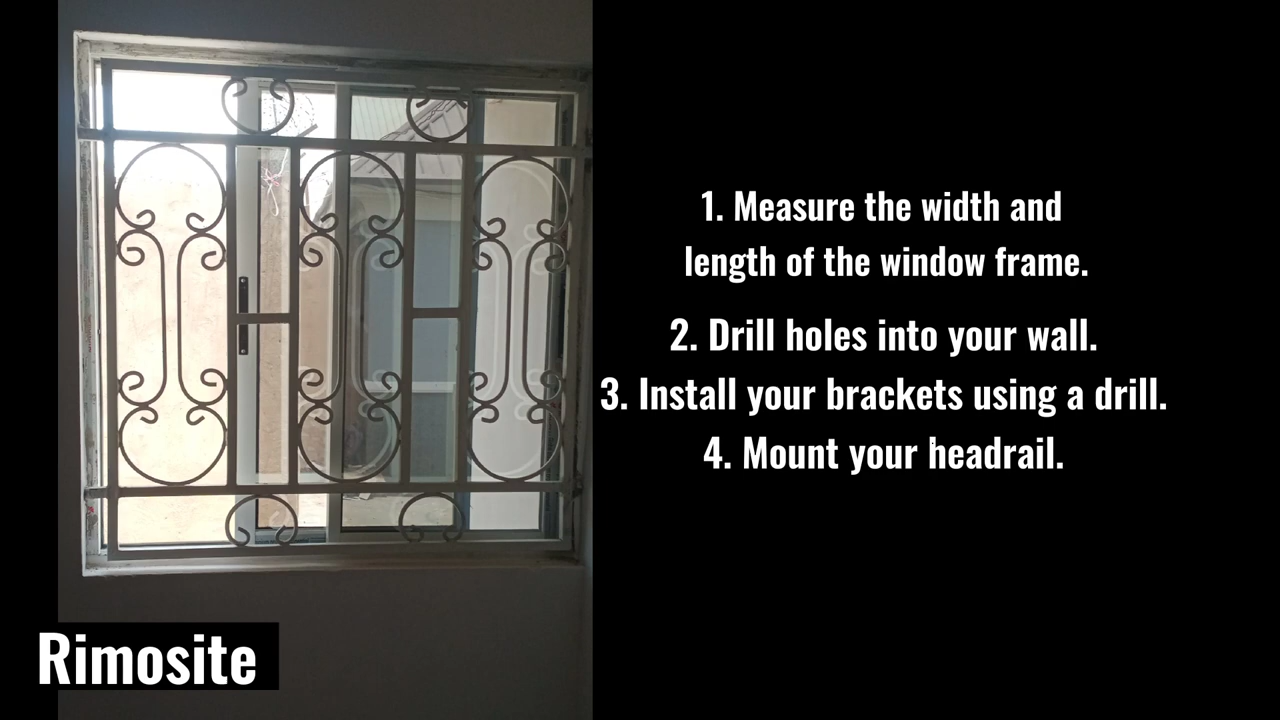 1. Measure the width and
length of the window frame.
2. Drill holes into your wall.
3. Install your brackets using a drill.
4. Mount your headrail.
Rimosite